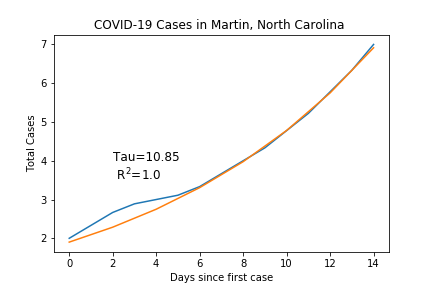 COVID-19 Cases in Martin, North Carolina
Total Cases
7
6
5
4
3
2
Tau=10.85
R²=1.0
0 2 4 6 8 10 12 14
Days since first case